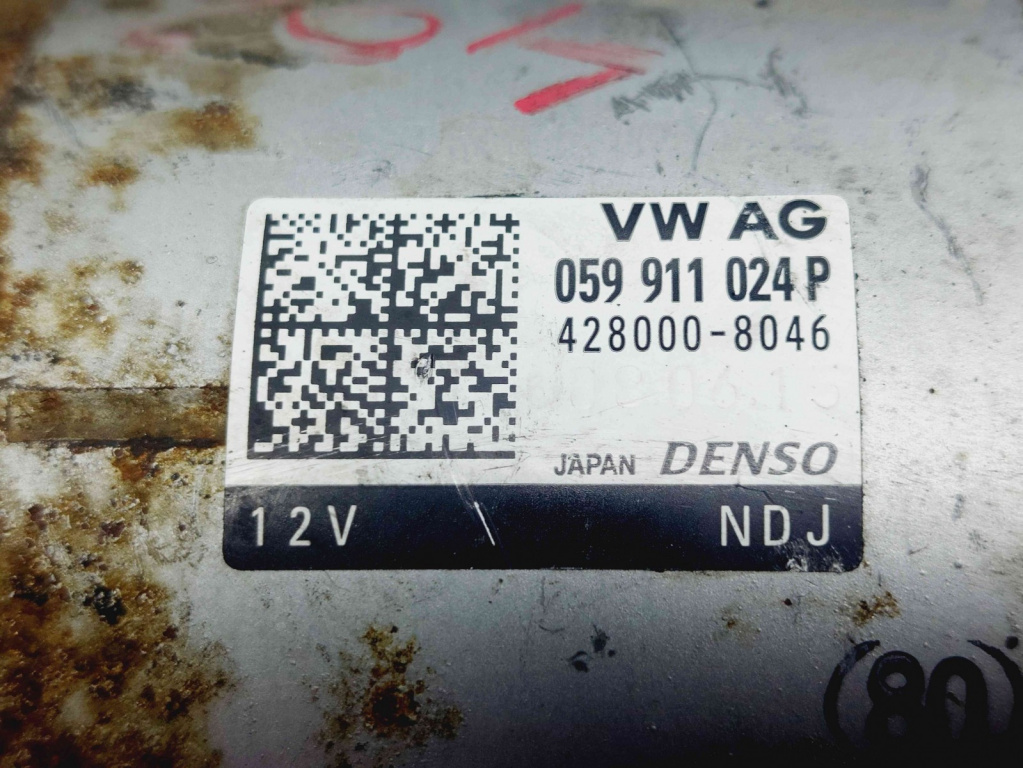 VW AG
059 911 024 P
428000-8046
JAPAN DENSO
12V NDJ
(80)